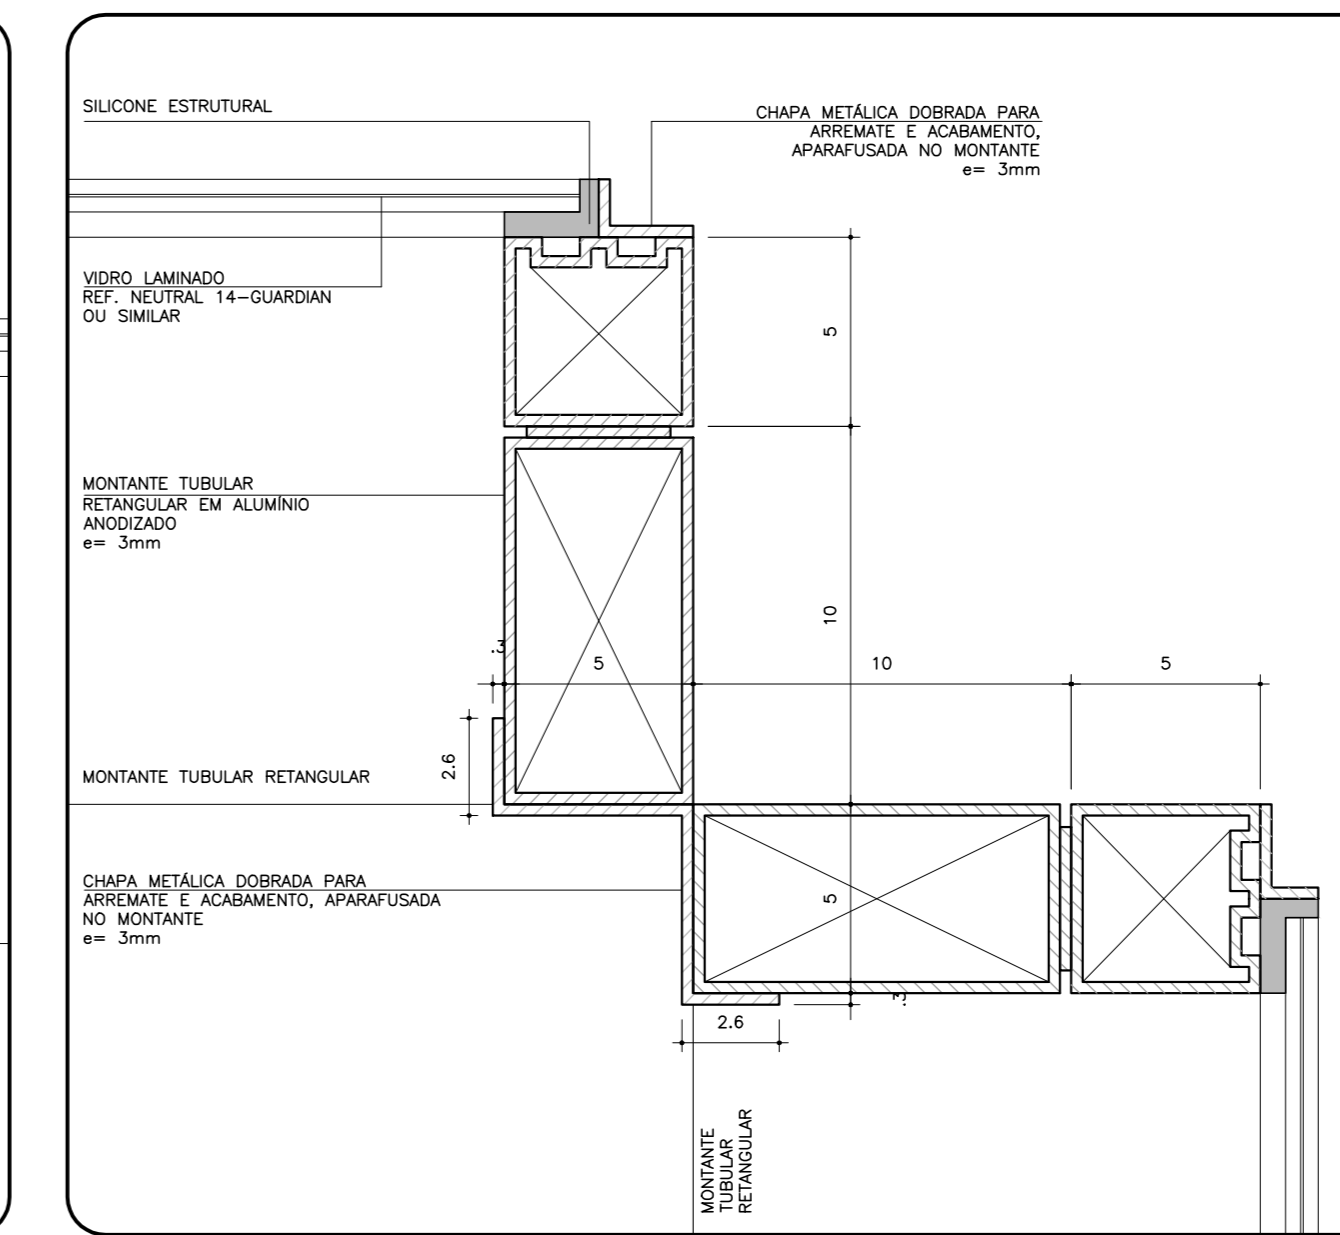 SILICONE ESTRUTURAL
CHAPA METÁLICA DOBRADA PARA
ARREMATE E ACABAMENTO,
APARAFUSADA NO MONTANTE
e= 3mm
VIDRO LAMINADO
REF. NEUTRAL 14-GUARDIAN
OU SIMILAR
5
MONTANTE TUBULAR
RETANGULAR EM ALUMÍNIO
ANODIZADO
e= 3mm
10
.3
5
10
5
2.6
MONTANTE TUBULAR RETANGULAR
CHAPA METÁLICA DOBRADA PARA
ARREMATE E ACABAMENTO, APARAFUSADA
NO MONTANTE
e= 3mm
5
.3
2.6
MONTANTE
TUBULAR
RETANGULAR